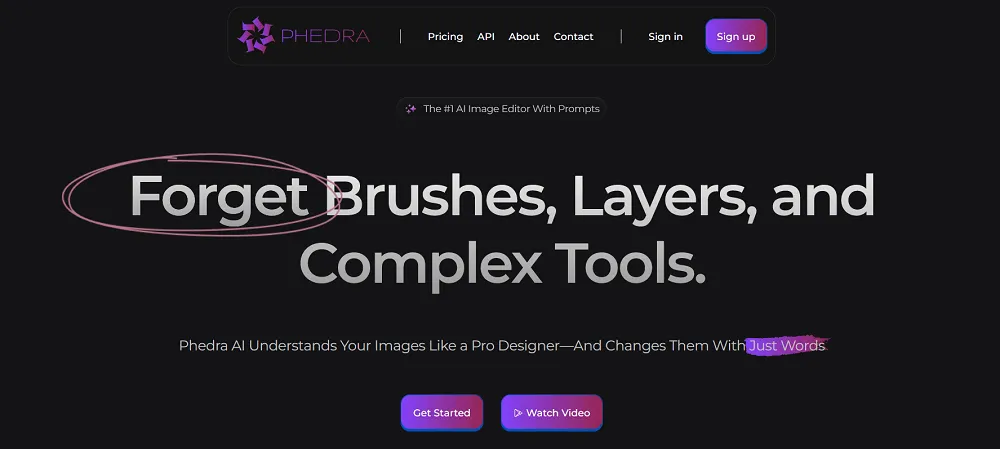 PHEDRA
Pricing API About Contact
Sign in
Sign up
The #1 AI Image Editor With Prompts
Forget Brushes, Layers, and
Complex Tools.
Phedra AI Understands Your Images Like a Pro Designer—And Changes Them With Just Words
Get Started
Watch Video